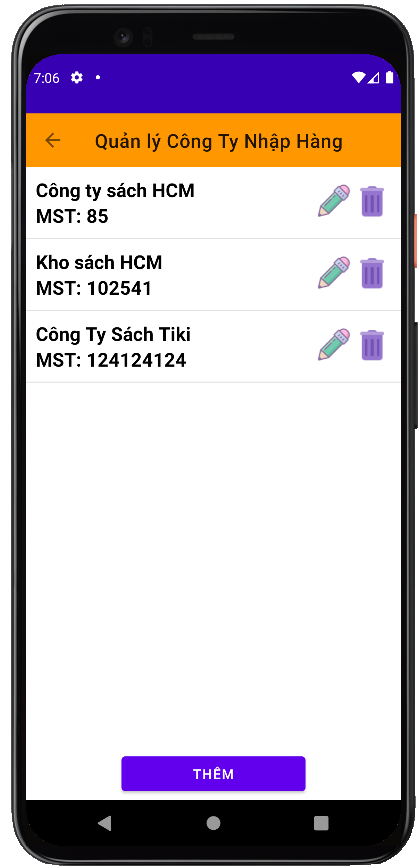 7:06
Quản lý Công Ty Nhập Hàng
Công ty sách HCM
MST: 85
Kho sách HCM
MST: 102541
Công Ty Sách Tiki
MST: 124124124
THÊM